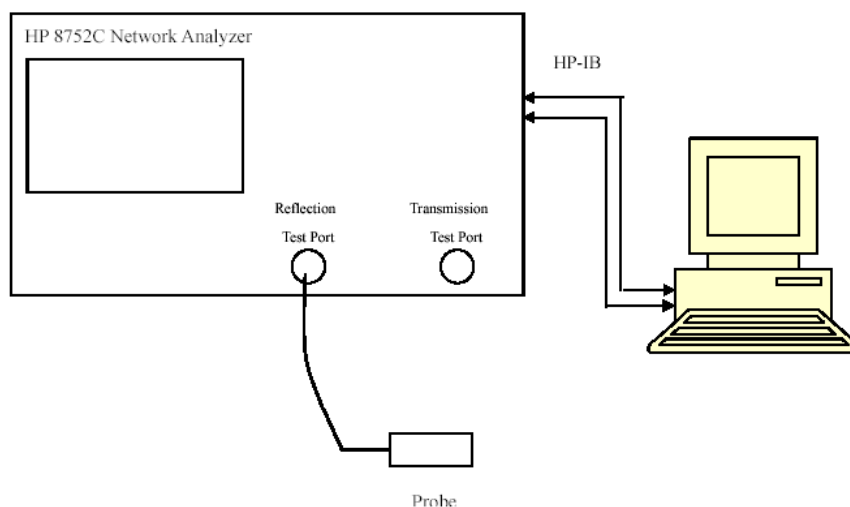 HP 8752C Network Analyzer
HP-IB
Reflection
Test Port
Transmission
Test Port
Probe